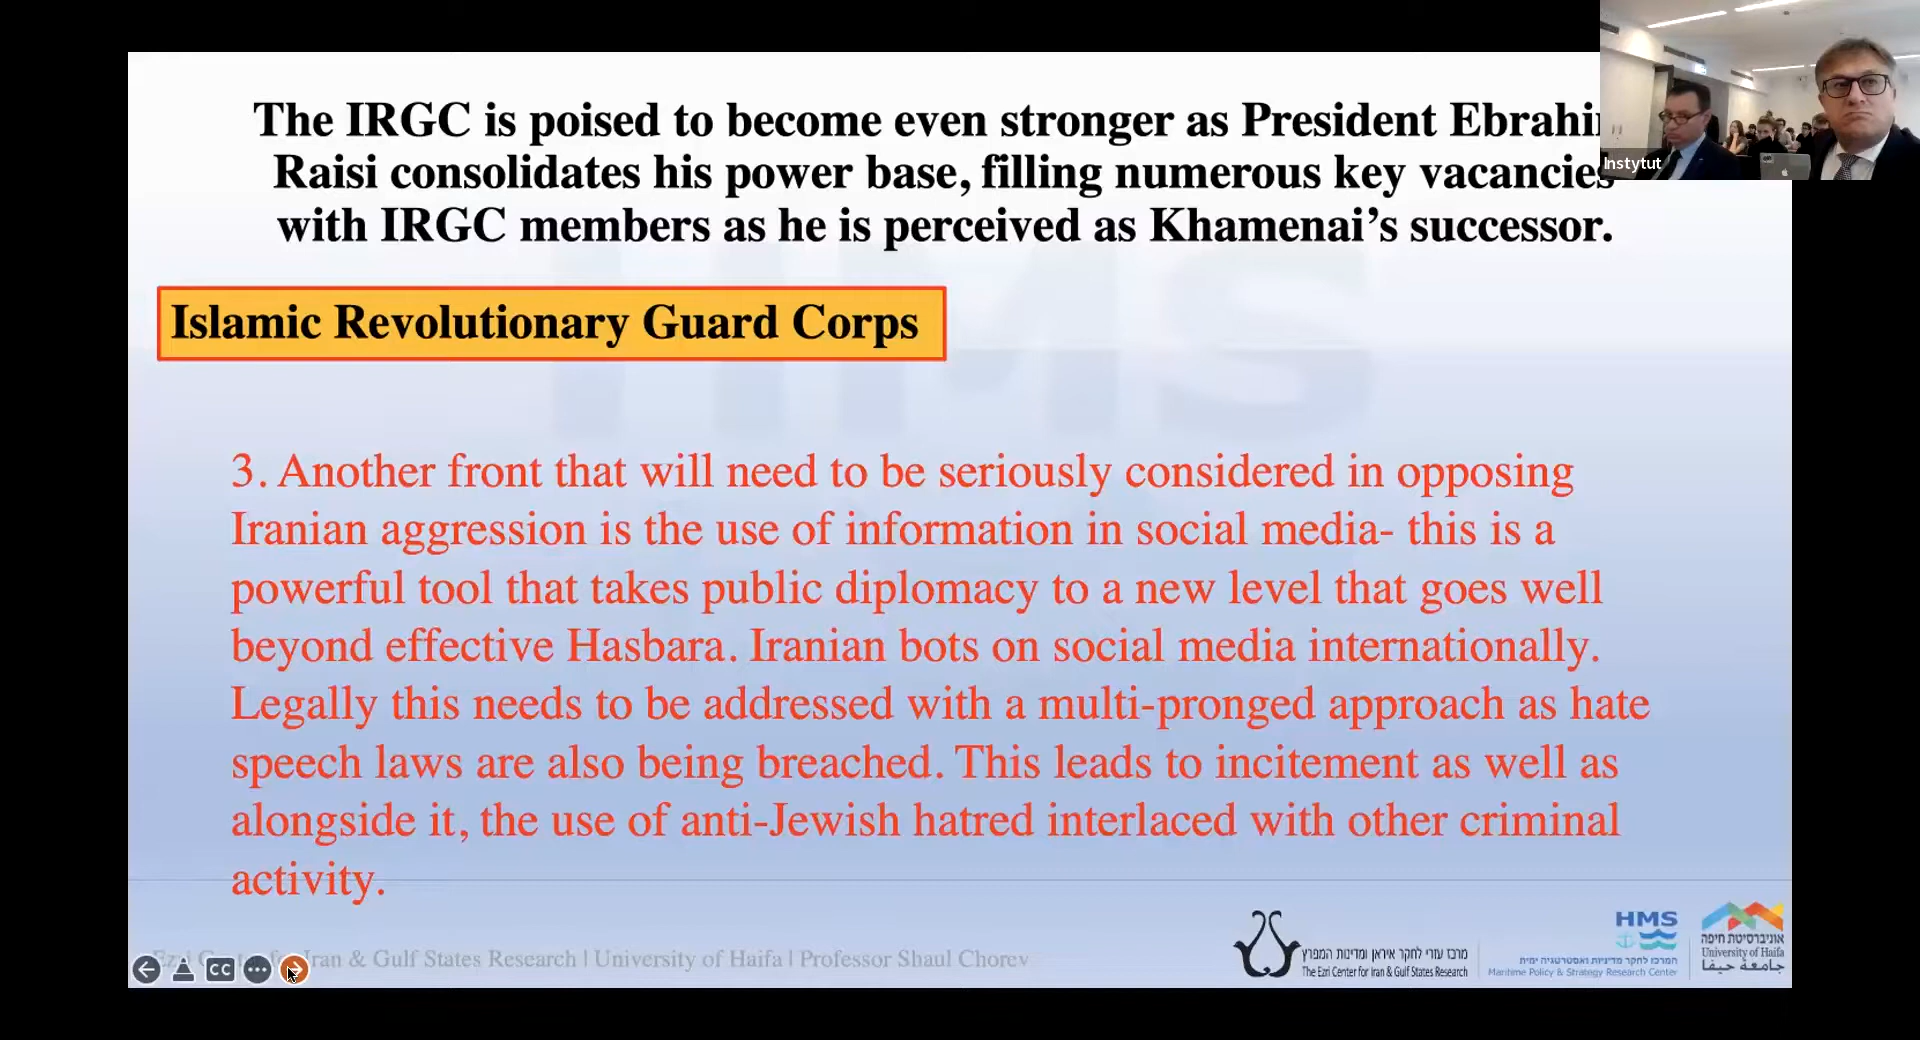 The IRGC is poised to become even stronger as President Ebrahi
Raisi consolidates his power base, filling numerous key vacancies
with IRGC members as he is perceived as Khamenai’s successor.
Instytut
Islamic Revolutionary Guard Corps
3. Another front that will need to be seriously considered in opposing
Iranian aggression is the use of information in social media- this is a
powerful tool that takes public diplomacy to a new level that goes well
beyond effective Hasbara. Iranian bots on social media internationally.
Legally this needs to be addressed with a multi-pronged approach as hate
speech laws are also being breached. This leads to incitement as well as
alongside it, the use of anti-Jewish hatred interlaced with other criminal
activity.
Ezri Center for Iran & Gulf States Research | University of Haifa | Professor Shaul Chorev
CC
מרכז עזרי לחקר איראן ומדינות המפרץ
The Ezri Center for Iran & Gulf States Research
HMS
המרכז לחקר מדיניות ואסטרטגיה ימית
Maritime Policy & Strategy Research Center
אוניברסיטת חיפה
University of Haifa
جامعة حيفا